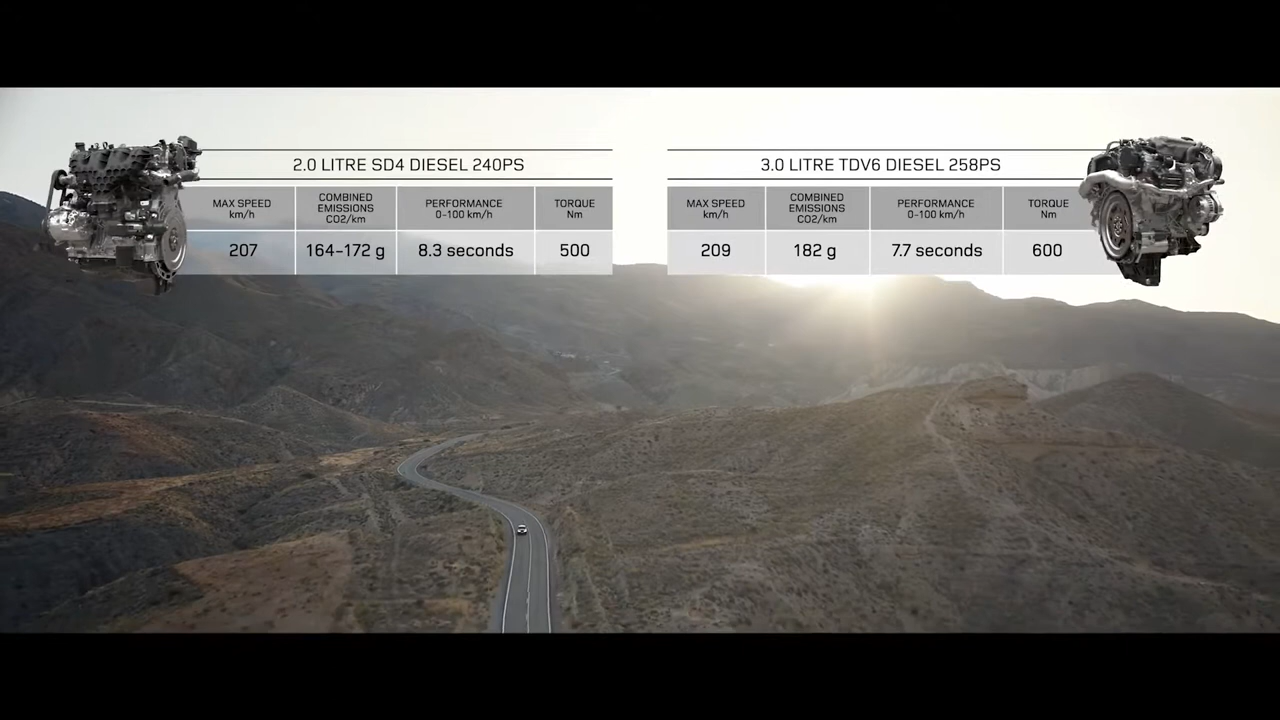 2.0 LITRE SD4 DIESEL 240PS
MAX SPEED
km/h
COMBINED
EMISSIONS
CO2/km
PERFORMANCE
0-100 km/h
TORQUE
Nm
207
164-172 g
8.3 seconds
500
3.0 LITRE TDV6 DIESEL 258PS
MAX SPEED
km/h
COMBINED
EMISSIONS
CO2/km
PERFORMANCE
0-100 km/h
TORQUE
Nm
209
182 g
7.7 seconds
600